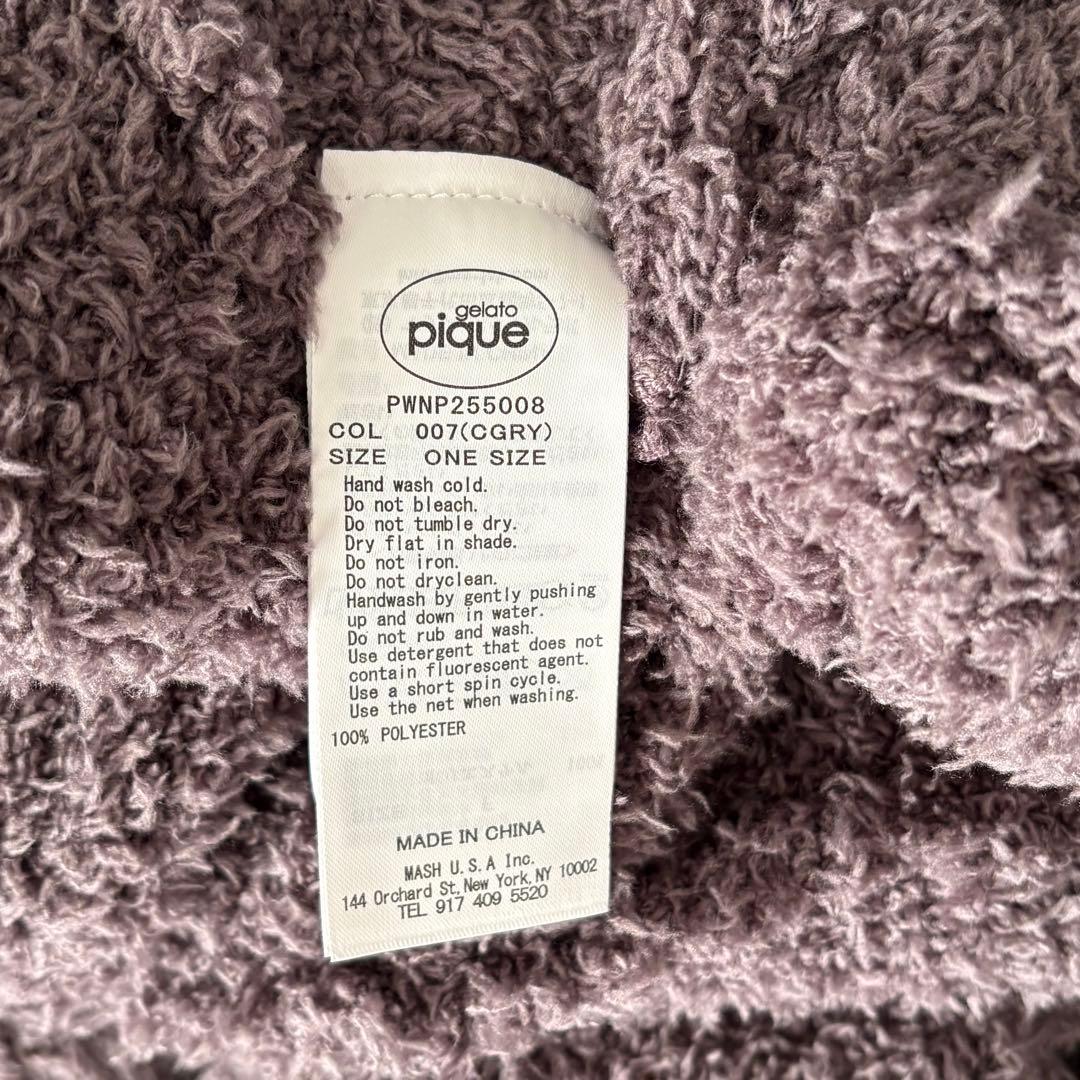 gelato
pique
PWNP255008
COL 007(CGRY)
SIZE ONE SIZE
Hand wash cold.
Do not bleach.
Do not tumble dry.
Dry flat in shade.
Do not iron.
Do not dryclean.
Handwash by gently pushing
up and down in water.
Do not rub and wash.
Use detergent that does not
contain fluorescent agent.
Use a short spin cycle.
Use the net when washing.
100% POLYESTER
MADE IN CHINA
MASH U.S.A Inc.
144 Orchard St, New York, NY 10002
TEL 917 409 5520